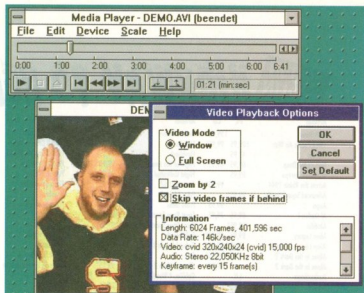 Media Player - DEMO.AVI (beendet)
File Edit Device Scale Help
0:00 1:00 2:00 3:00 4:00 5:00 6:00 6:41
01:21 (min:sec)
DEM
Video Playback Options
Video Mode
Window
Full Screen
OK
Cancel
Set Default
Zoom by 2
Skip video frames if behind
Information
Length: 6024 Frames, 401,596 sec
Data Rate: 146k/sec
Video: cvid 320x240x24 (cvid) 15,000 fps
Audio: Stereo 22,050KHz 8bit
Keyframe: every 15 frame(s)
S